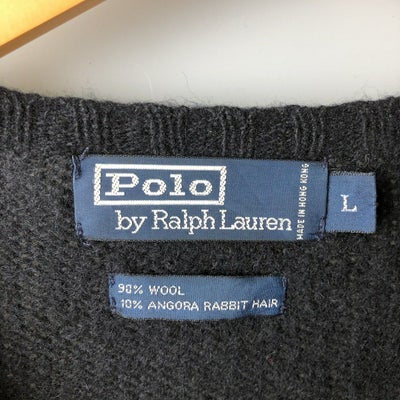 Polo
by Ralph Lauren
MADE IN HONG KONG
L
90% WOOL
10% ANGORA RABBIT HAIR